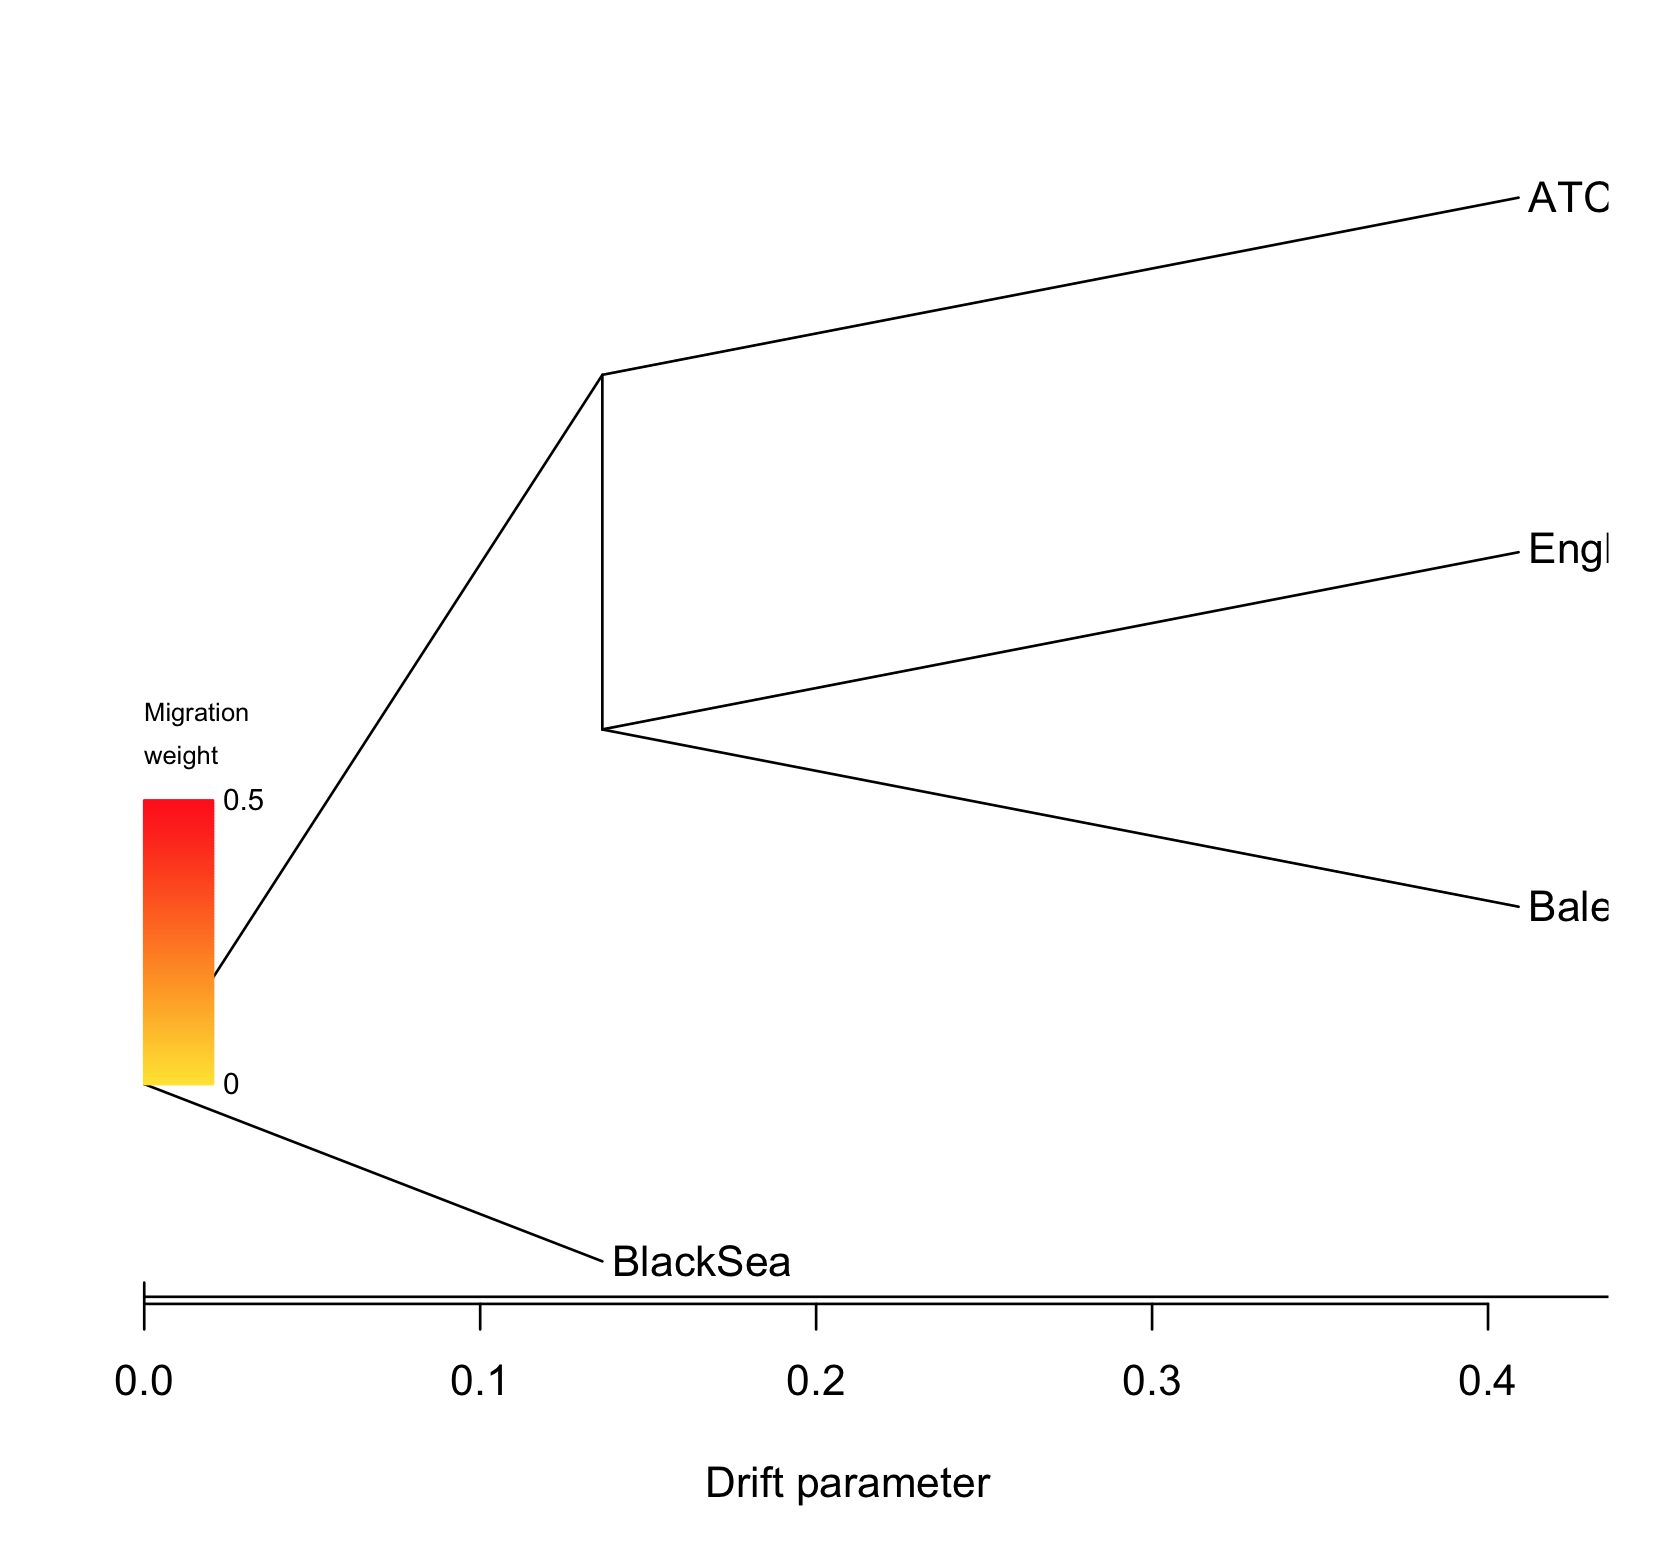 ATC
Engl
Migration
weight
0.5
Bale
0
BlackSea
0.0 0.1 0.2 0.3 0.4
Drift parameter